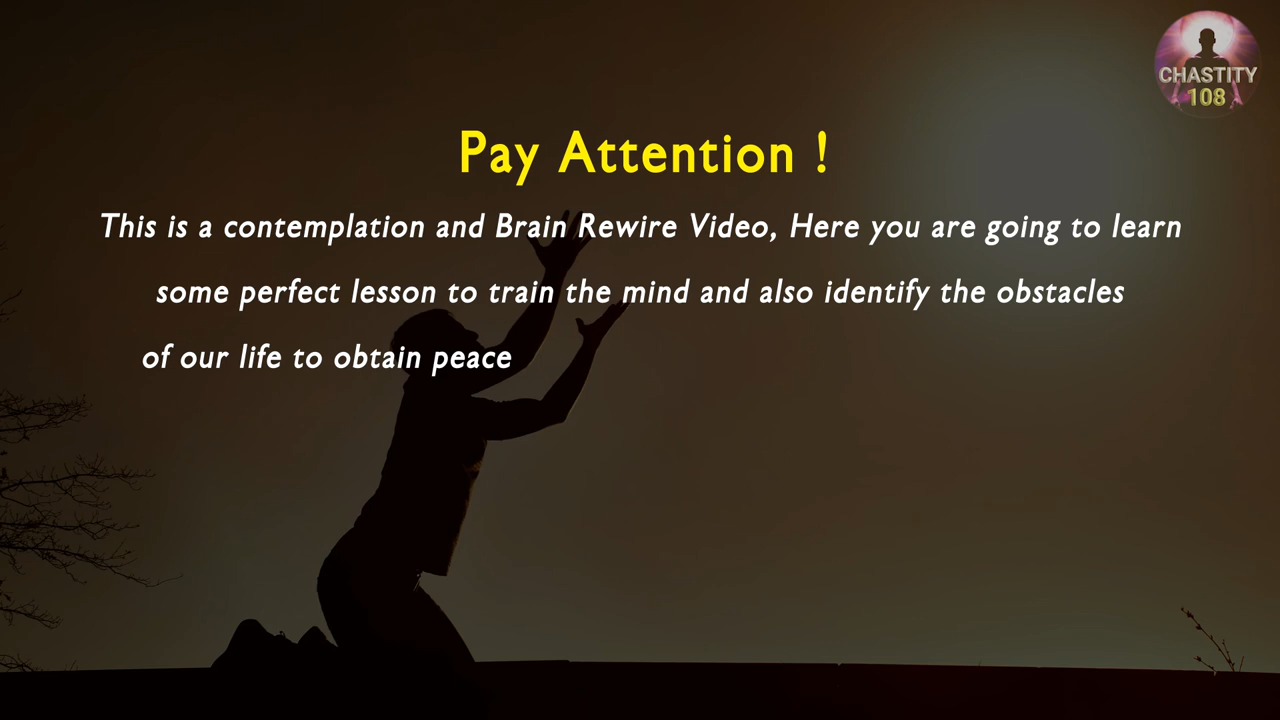 CHASTITY
108
Pay Attention !
This is a contemplation and Brain Rewire Video, Here you are going to learn
some perfect lesson to train the mind and also identify the obstacles
of our life to obtain peace